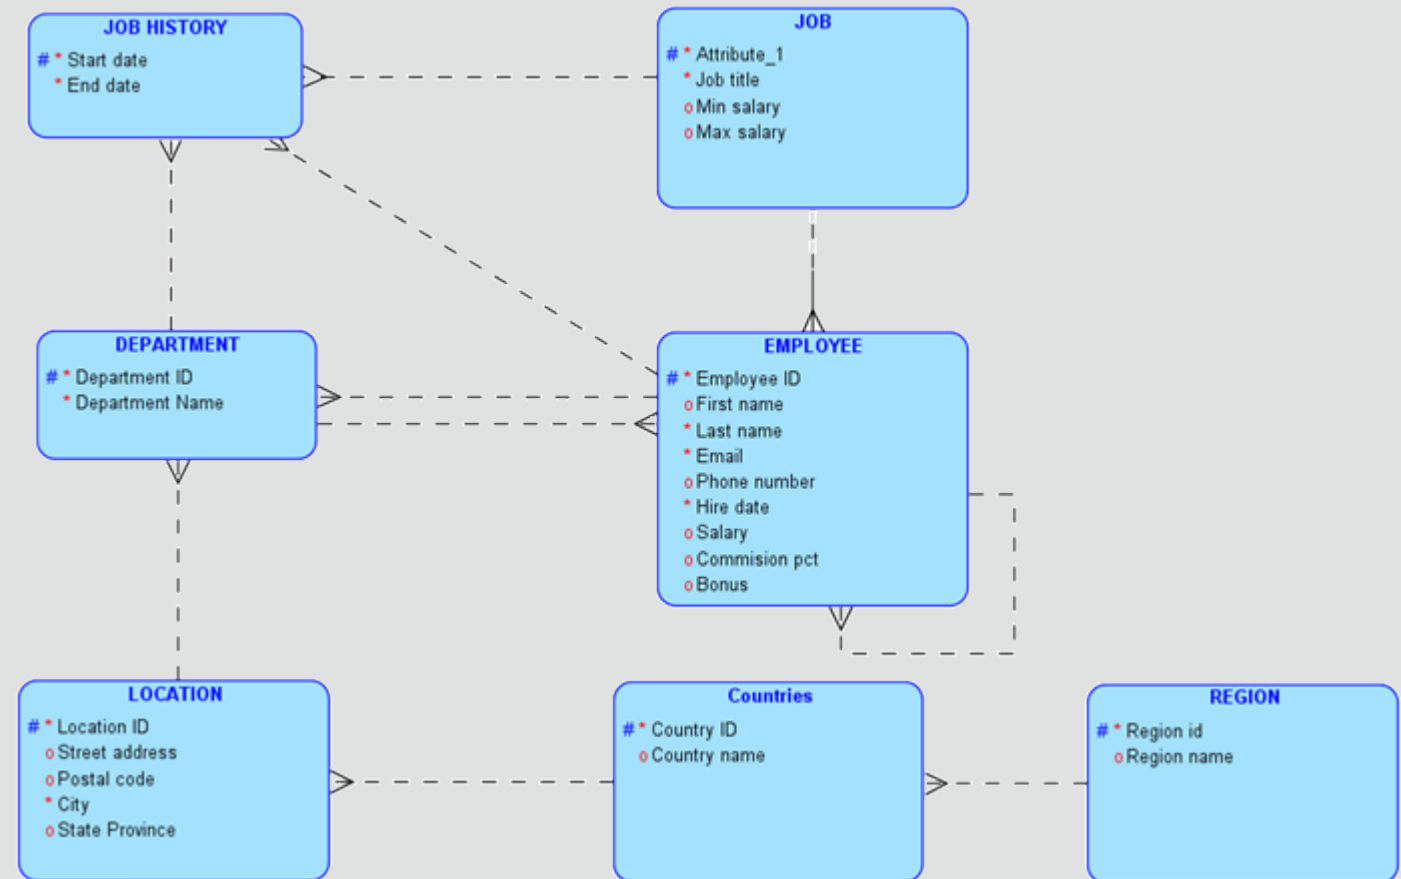 JOB HISTORY
# * Start date
* End date
JOB
# * Attribute_1
* Job title
o Min salary
o Max salary
DEPARTMENT
# * Department ID
* Department Name
EMPLOYEE
# * Employee ID
o First name
* Last name
* Email
o Phone number
* Hire date
o Salary
o Commision pct
o Bonus
LOCATION
# * Location ID
o Street address
o Postal code
* City
o State Province
Countries
# * Country ID
o Country name
REGION
# * Region id
o Region name